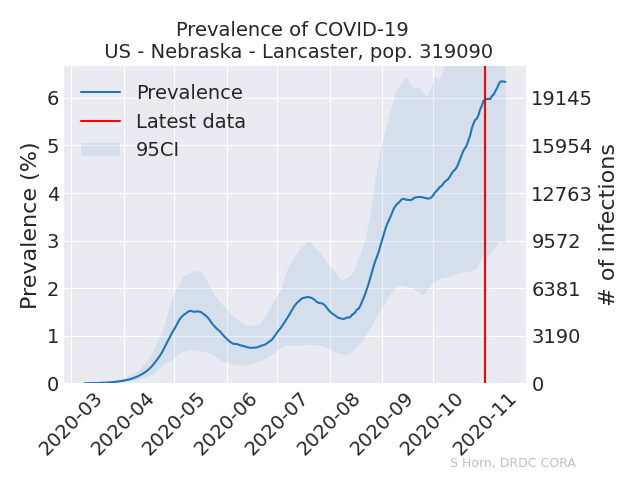 Prevalence of COVID-19
US - Nebraska - Lancaster, pop. 319090
Prevalence
Latest data
95CI
Prevalence (%)
6
5
4
3
2
1
0
19145
15954
12763
9572
6381
3190
0
# of infections
2020-03
2020-04
2020-05
2020-06
2020-07
2020-08
2020-09
2020-10
2020-11
S Horn, DRDC CORA